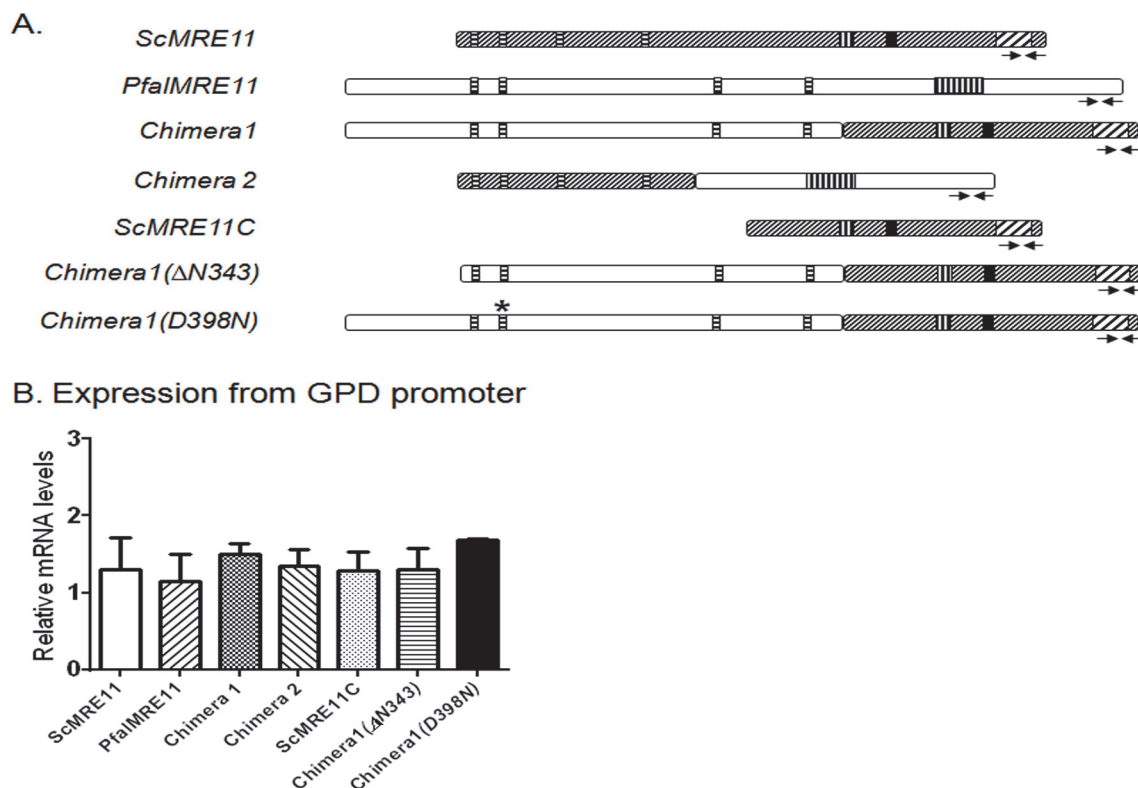 A.
ScMRE11
PfalMRE11
Chimera1
Chimera 2
ScMRE11C
Chimera1(ΔN343)
*
Chimera1(D398N)
B. Expression from GPD promoter
Relative mRNA levels
3
2
1
0
ScMRE11
PfalMRE11
Chimera 1
Chimera 2
ScMRE11C
Chimera1(ΔN343)
Chimera1(D398N)